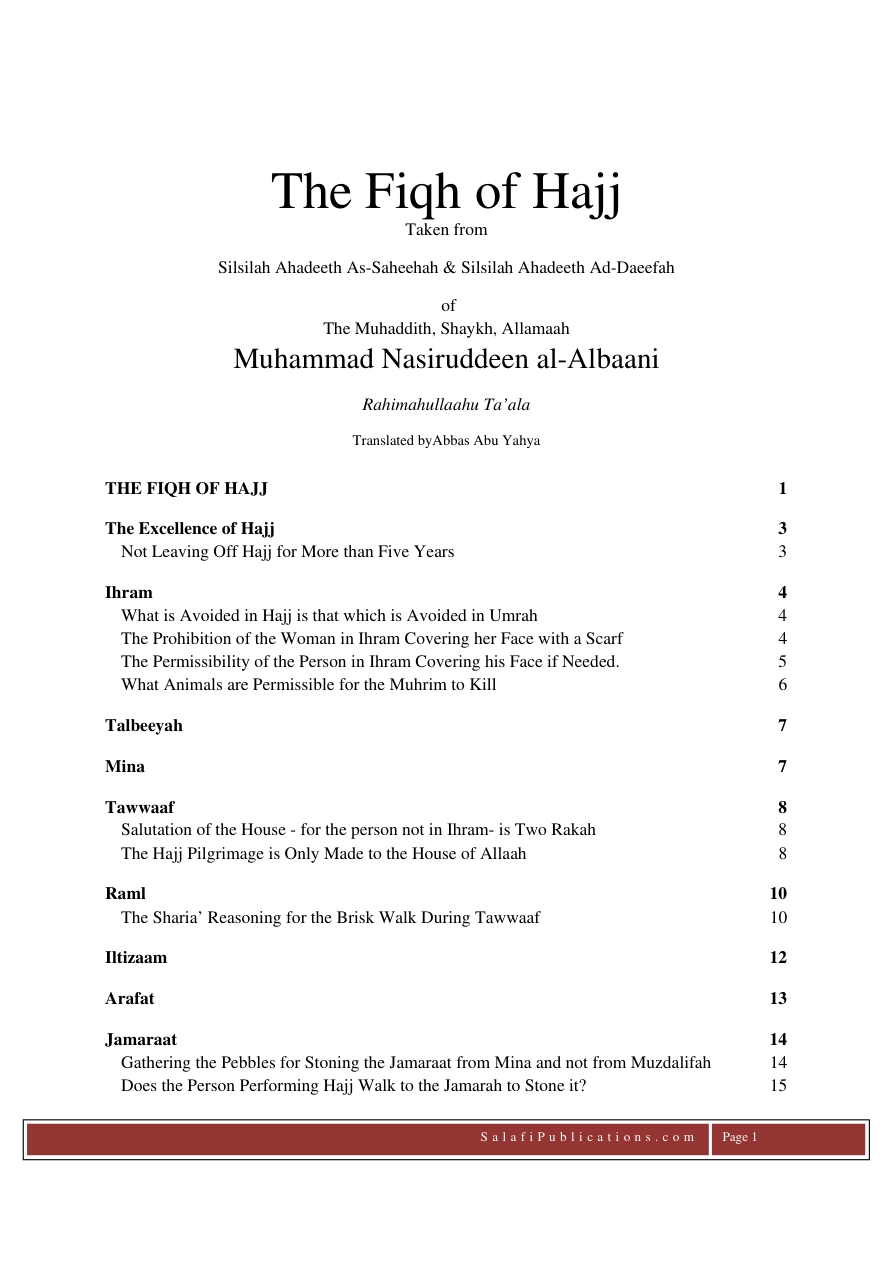 The Fiqh of Hajj
Taken from
Silsilah Ahadeeth As-Saheehah & Silsilah Ahadeeth Ad-Daeefah
of
The Muhaddith, Shaykh, Allamaah
Muhammad Nasiruddeen al-Albaani
Rahimahullaahu Ta’ala
Translated byAbbas Abu Yahya
THE FIQH OF HAJJ 1
The Excellence of Hajj 3
Not Leaving Off Hajj for More than Five Years 3
Ihram 4
What is Avoided in Hajj is that which is Avoided in Umrah 4
The Prohibition of the Woman in Ihram Covering her Face with a Scarf 4
The Permissibility of the Person in Ihram Covering his Face if Needed. 5
What Animals are Permissible for the Muhrim to Kill 6
Talbeeyah 7
Mina 7
Tawwaaf 8
Salutation of the House - for the person not in Ihram- is Two Rakah 8
The Hajj Pilgrimage is Only Made to the House of Allaah 8
Raml 10
The Sharia’ Reasoning for the Brisk Walk During Tawwaaf 10
Iltizaam 12
Arafat 13
Jamaraat 14
Gathering the Pebbles for Stoning the Jamaraat from Mina and not from Muzdalifah 14
Does the Person Performing Hajj Walk to the Jamarah to Stone it? 15
SalafiPublications.com Page 1